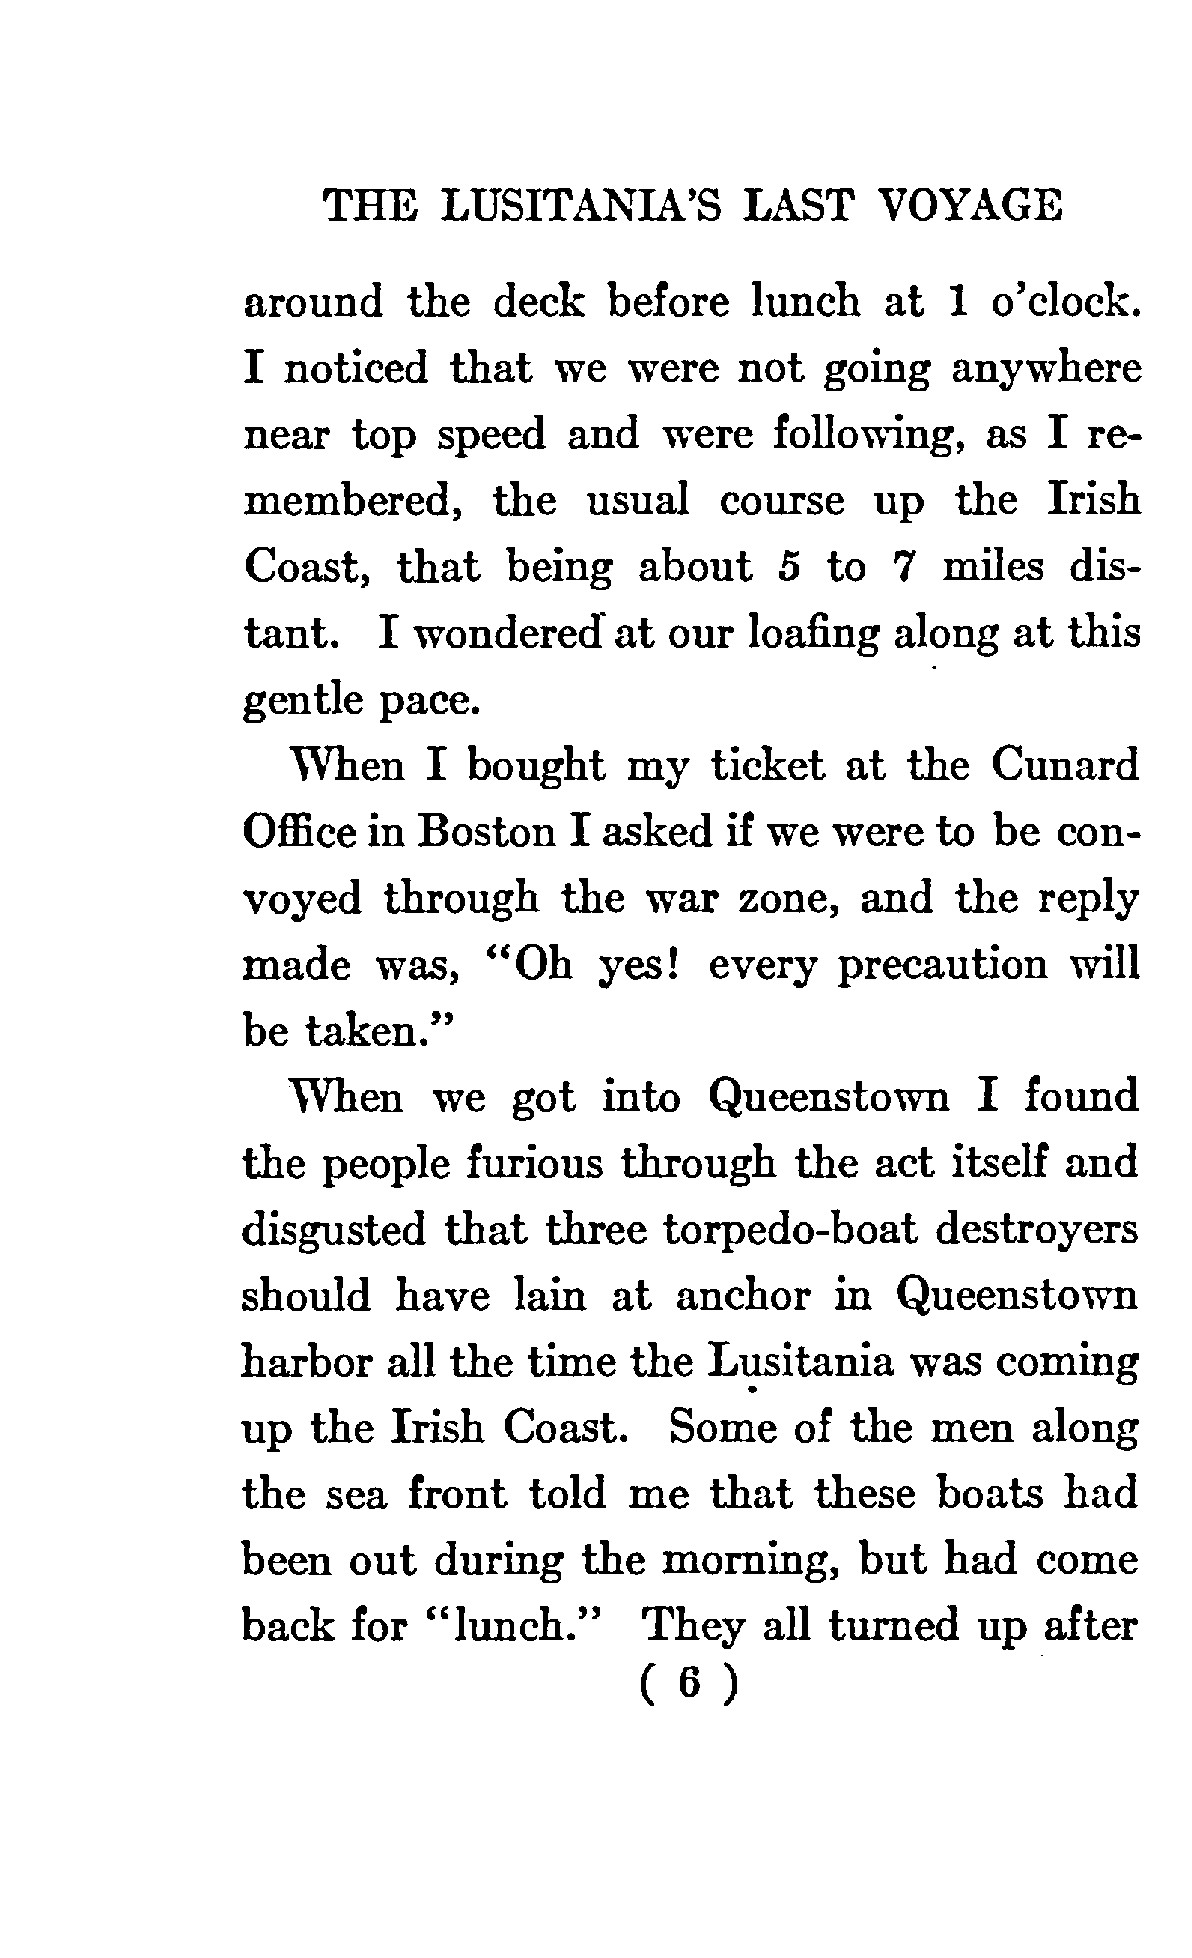 THE LUSITANIA'S LAST VOYAGE
around the deck before lunch at 1 o'clock.
I noticed that we were not going anywhere
near top speed and were following, as I re-
membered, the usual course up the Irish
Coast, that being about 5 to 7 miles dis-
tant. I wondered at our loafing along at this
gentle pace.
When I bought my ticket at the Cunard
Office in Boston I asked if we were to be con-
voyed through the war zone, and the reply
made was, "Oh yes! every precaution will
be taken."
When we got into Queenstown I found
the people furious through the act itself and
disgusted that three torpedo-boat destroyers
should have lain at anchor in Queenstown
harbor all the time the Lusitania was coming
up the Irish Coast. Some of the men along
the sea front told me that these boats had
been out during the morning, but had come
back for "lunch." They all turned up after
( 6 )